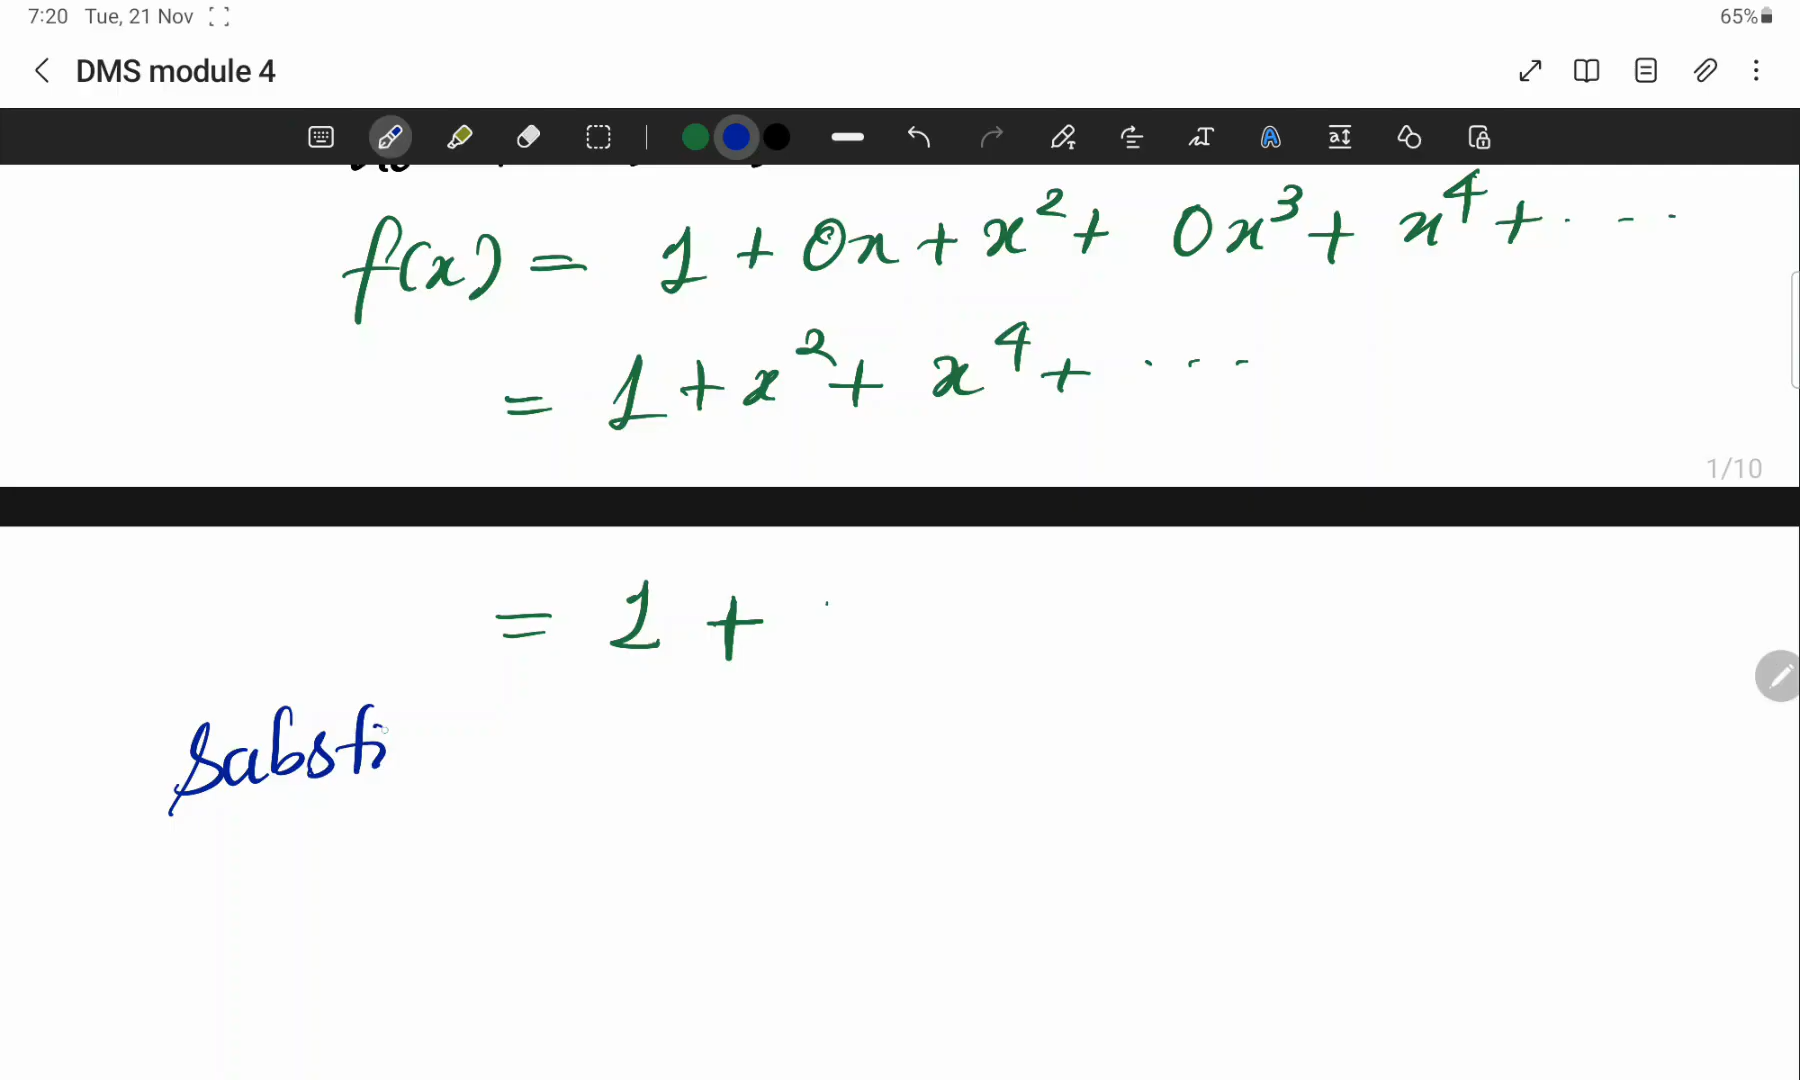 7:20 Tue, 21 Nov 65%
DMS module 4
f(x) = 1 + 0x + x² + 0x³ + x⁴ + ....
= 1 + x² + x⁴ + ...
1/10
= 1 +
Substi